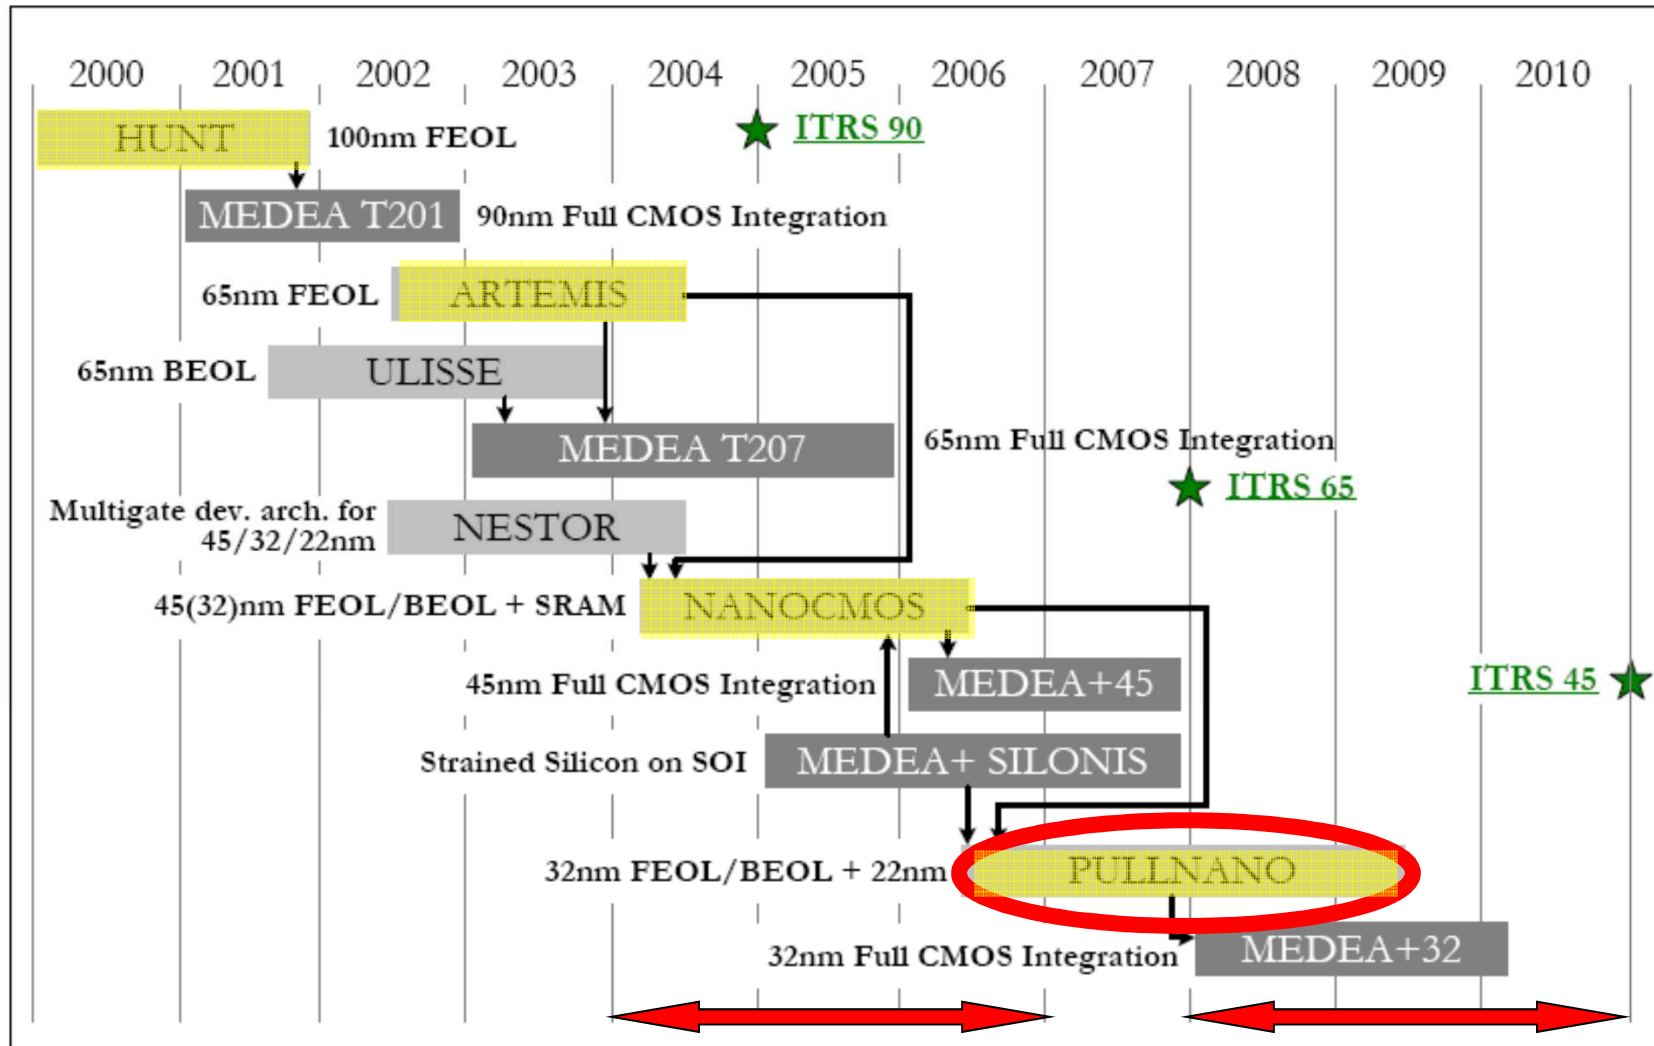 2000 2001 2002 2003 2004 2005 2006 2007 2008 2009 2010
HUNT 100nm FEOL
ITRS 90
MEDEA T201 90nm Full CMOS Integration
65nm FEOL ARTEMIS
65nm BEOL ULISSE
MEDEA T207 65nm Full CMOS Integration
ITRS 65
Multigate dev. arch. for
45/32/22nm
NESTOR
45(32)nm FEOL/BEOL + SRAM NANOCMOS
45nm Full CMOS Integration MEDEA+45
ITRS 45
Strained Silicon on SOI MEDEA+ SILONIS
32nm FEOL/BEOL + 22nm PULLNANO
32nm Full CMOS Integration MEDEA+32